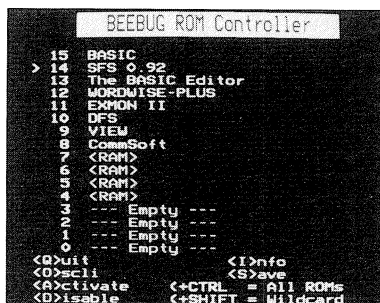 BEEBUG ROM Controller
15 BASIC
> 14 SFS 0.92
13 The BASIC Editor
12 WORDWISE-PLUS
11 EXMON II
10 DFS
9 VIEW
8 CommSoft
7 <RAM>
6 <RAM>
5 <RAM>
4 <RAM>
3 --- Empty ---
2 --- Empty ---
1 --- Empty ---
0 --- Empty ---
<Q>uit <I>nfo
<O>scli <S>ave
<A>ctivate <+CTRL = All ROMs
<D>isable <+SHIFT = Wildcard